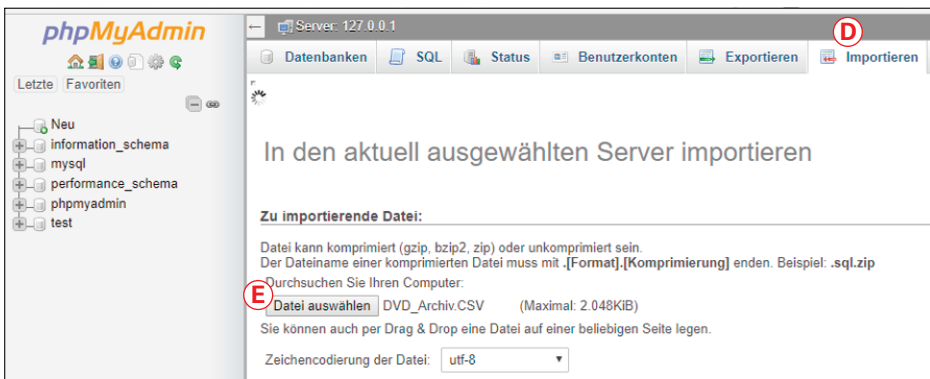 phpMyAdmin
Letzte Favoriten
Neu
information_schema
mysql
performance_schema
phpmyadmin
test
Server: 127.0.0.1
D
Datenbanken SQL Status Benutzerkonten Exportieren Importieren
In den aktuell ausgewählten Server importieren
Zu importierende Datei:
Datei kann komprimiert (gzip, bzip2, zip) oder unkomprimiert sein.
Der Dateiname einer komprimierten Datei muss mit .[Format].[Komprimierung] enden. Beispiel: .sql.zip
Durchsuchen Sie Ihren Computer:
E Datei auswählen DVD_Archiv.CSV (Maximal: 2.048KiB)
Sie können auch per Drag & Drop eine Datei auf einer beliebigen Seite legen.
Zeichencodierung der Datei: utf-8